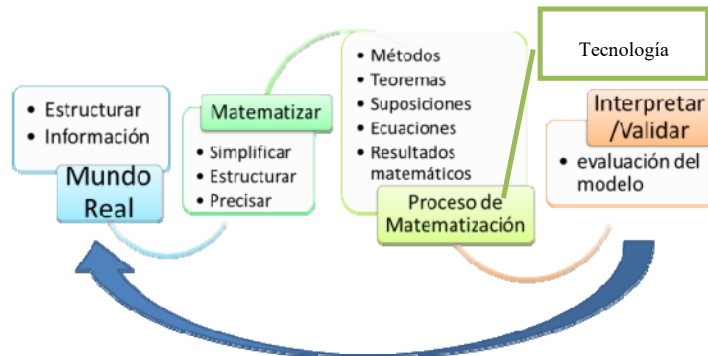 • Estructurar
• Información
Mundo
Real
Matematizar
• Simplificar
• Estructurar
• Precisar
• Métodos
• Teoremas
• Suposiciones
• Ecuaciones
• Resultados
matemáticos
Proceso de
Matematización
Tecnología
Interpretar
/Validar
• evaluación del
modelo